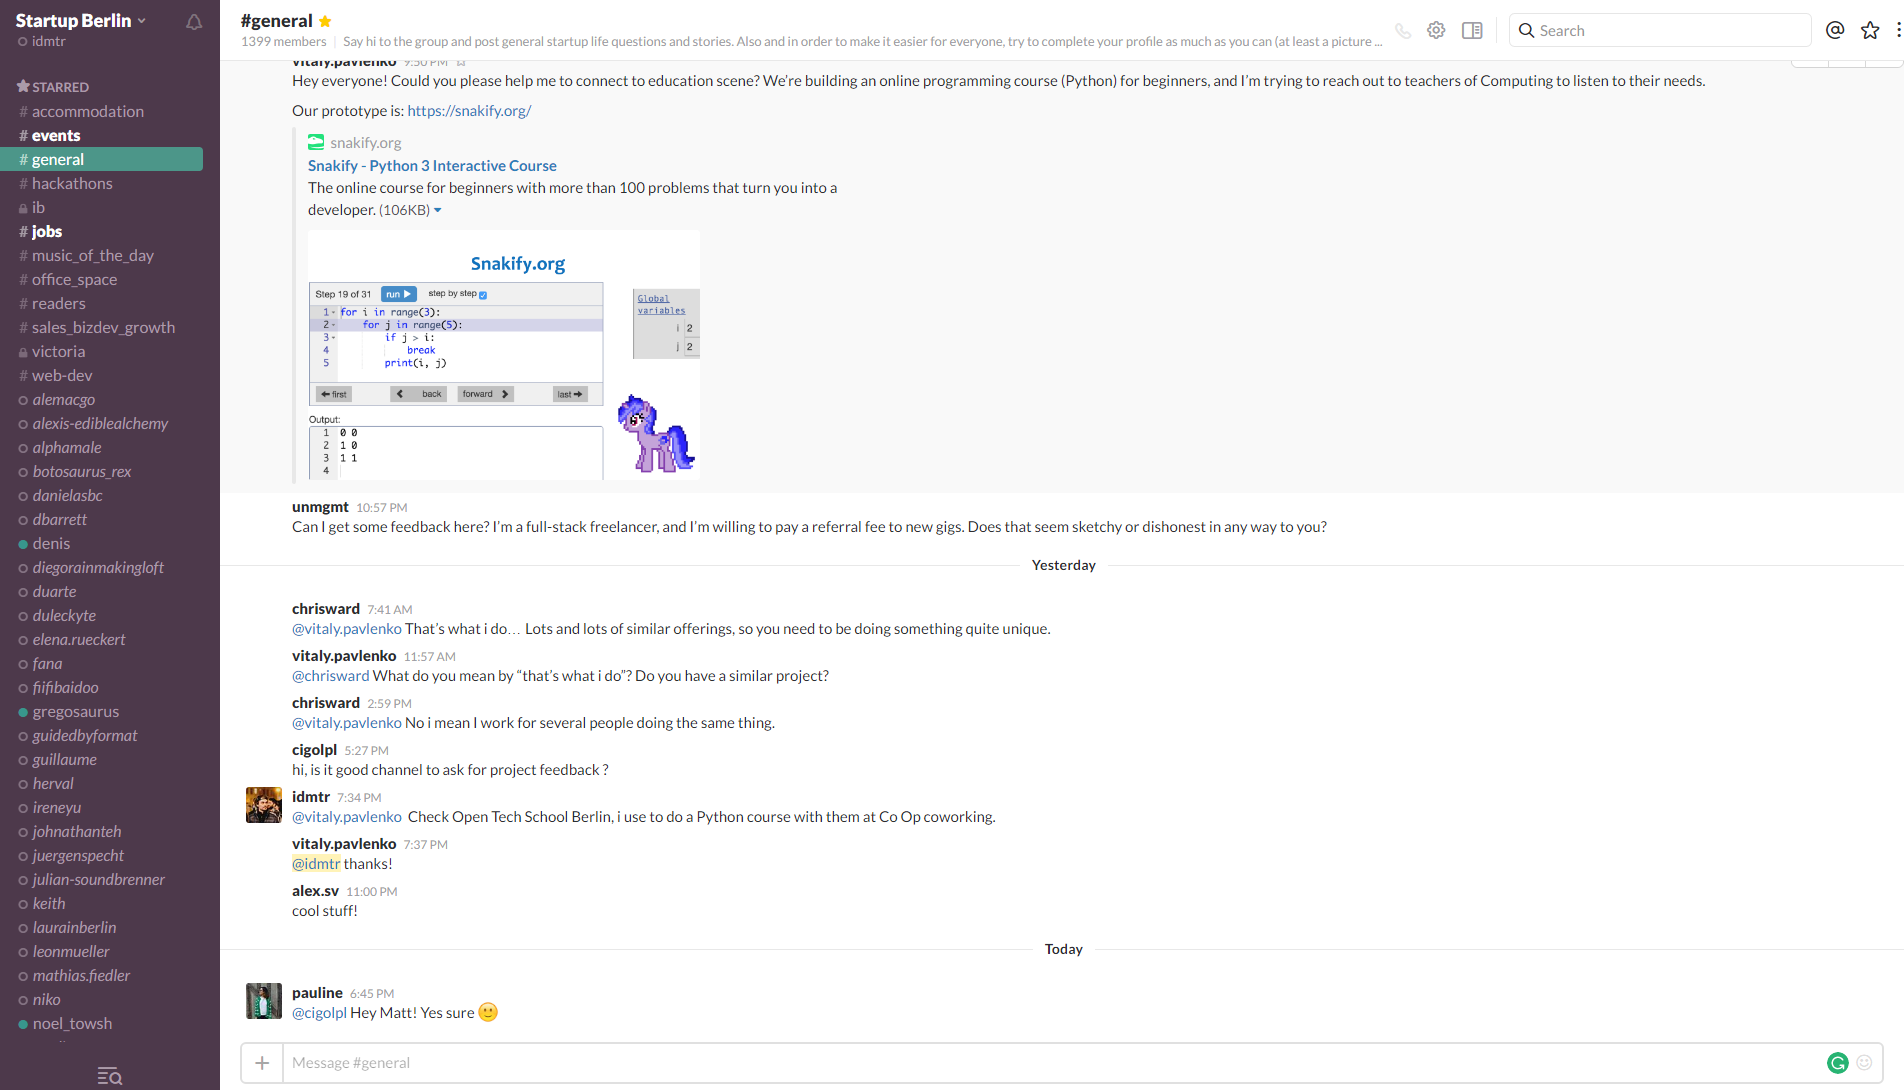 Startup Berlin
idmtr
STARRED
# accommodation
# events
# general
# hackathons
ib
# jobs
# music_of_the_day
# office_space
# readers
# sales_bizdev_growth
victoria
# web-dev
alemacgo
alexis-ediblealchemy
alphamale
botosaurus_rex
danielasbc
dbarrett
denis
diegorainmakingloft
duarte
duleckyte
elena.rueckert
fana
fiifibaidoo
gregosaurus
guidedbyformat
guillaume
herval
ireneyu
johnathanteh
juergenspecht
julian-soundbrenner
keith
laurainberlin
leonmueller
mathias.fiedler
niko
noel_towsh
#general
1399 members | Say hi to the group and post general startup life questions and stories. Also and in order to make it easier for everyone, try to complete your profile as much as you can (at least a picture ...
Search
vitaly.pavlenko 9:50 PM
Hey everyone! Could you please help me to connect to education scene? We're building an online programming course (Python) for beginners, and I'm trying to reach out to teachers of Computing to listen to their needs.
Our prototype is: https://snakify.org/
snakify.org
Snakify - Python 3 Interactive Course
The online course for beginners with more than 100 problems that turn you into a
developer. (106KB)
Snakify.org
Step 19 of 31 run step by step
1 for i in range(3):
2 for j in range(5):
3 if j > i:
4 break
5 print(i, j)
first back forward last
Global
variables
i 2
j 2
Output:
1 0 0
2 1 0
3 1 1
4
unmgmt 10:57 PM
Can I get some feedback here? I'm a full-stack freelancer, and I'm willing to pay a referral fee to new gigs. Does that seem sketchy or dishonest in any way to you?
Yesterday
chrisward 7:41 AM
@vitaly.pavlenko That's what i do… Lots and lots of similar offerings, so you need to be doing something quite unique.
vitaly.pavlenko 11:57 AM
@chrisward What do you mean by “that's what i do”? Do you have a similar project?
chrisward 2:59 PM
@vitaly.pavlenko No i mean I work for several people doing the same thing.
cigolpl 5:27 PM
hi, is it good channel to ask for project feedback ?
idmtr 7:34 PM
@vitaly.pavlenko Check Open Tech School Berlin, i use to do a Python course with them at Co Op coworking.
vitaly.pavlenko 7:37 PM
@idmtr thanks!
alex.sv 11:00 PM
cool stuff!
Today
pauline 6:45 PM
@cigolpl Hey Matt! Yes sure 🙂
+ Message #general